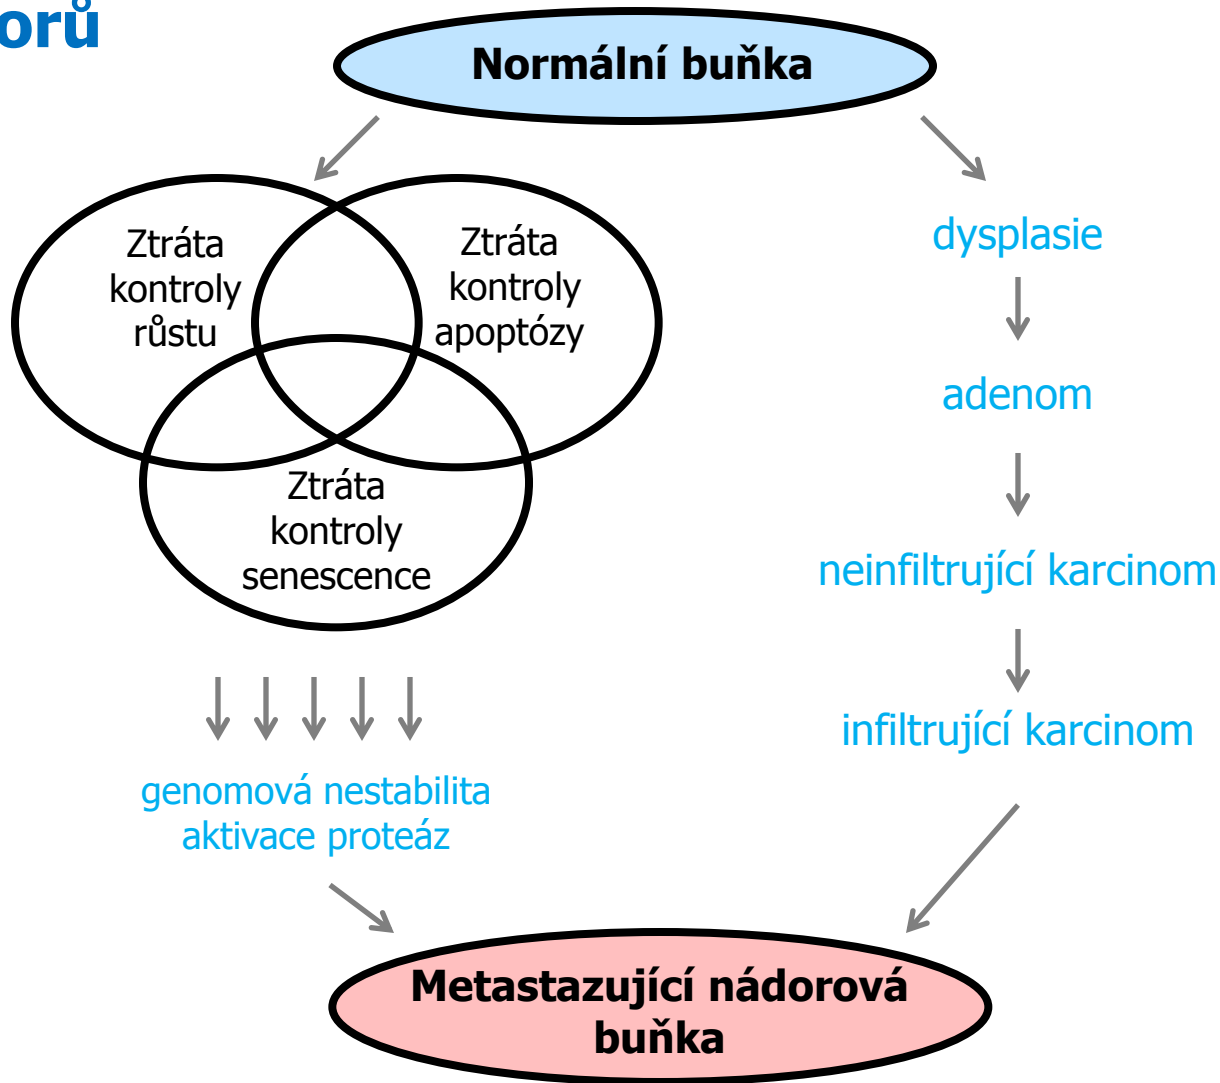 orů
Normální buňka
Ztráta
kontroly
růstu
Ztráta
kontroly
apoptózy
Ztráta
kontroly
senescence
genomová nestabilita
aktivace proteáz
dysplasie
adenom
neinfiltrující karcinom
infiltrující karcinom
Metastazující nádorová
buňka